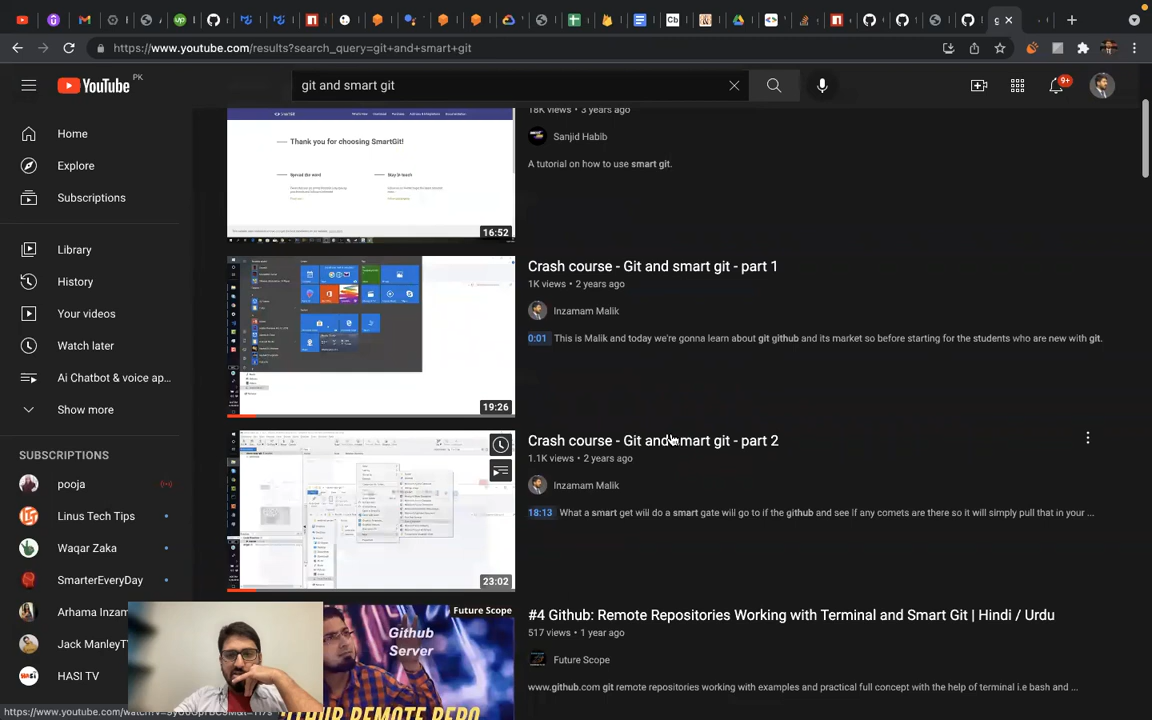 https://www.youtube.com/results?search_query=git+and+smart+git
YouTube PK
git and smart git
9+
Home
Explore
Subscriptions
Library
History
Your videos
Watch later
Ai Chatbot & voice ap...
Show more
SUBSCRIPTIONS
pooja
Linus Tech Tips
Waqar Zaka
SmarterEveryDay
Arhama Inzam
Jack ManleyT
HASI TV
Thank you for choosing SmartGit!
Spread the word
Stay in touch
16:52
18K views • 3 years ago
Sanjid Habib
A tutorial on how to use smart git.
19:26
Crash course - Git and smart git - part 1
1K views • 2 years ago
Inzamam Malik
0:01 This is Malik and today we're gonna learn about git github and its market so before starting for the students who are new with git.
23:02
Crash course - Git and smart git - part 2
1.1K views • 2 years ago
Inzamam Malik
18:13 What a smart get will do a smart gate will go to if the github and see if any comets are there so it will simply pull that in your ...
Future Scope
Github
Server
#4 Github: Remote Repositories Working with Terminal and Smart Git | Hindi / Urdu
517 views • 1 year ago
Future Scope
www.github.com git remote repositories working with examples and practical full concept with the help of terminal i.e bash and ...